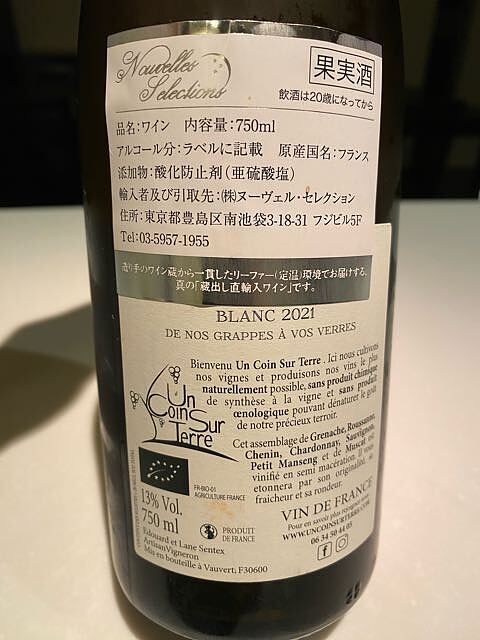 Nouvelles
Selections
果実酒
飲酒は20歳になってから
品名:ワイン 内容量:750ml
アルコール分:ラベルに記載 原産国名:フランス
添加物:酸化防止剤(亜硫酸塩)
輸入者及び引取先:(株)ヌーヴェル・セレクション
住所:東京都豊島区南池袋3-18-31 フジビル5F
Tel:03-5957-1955
造り手のワイン蔵から一貫したリーファー(定温)環境でお届けする、
真の「蔵出し直輸入ワイン」です。
BLANC 2021
DE NOS GRAPPES À VOS VERRES
Bienvenu Un Coin Sur Terre. Ici nous cultivons
nos vignes et produisons nos vins le plus
naturellement possible, sans produit chimique
de synthèse à la vigne et sans produit
œnologique pouvant dénaturer le goût
de notre précieux terroir.
Un
Coin Sur
Terre
Cet assemblage de Grenache, Roussanne,
Chenin, Chardonnay, Sauvignon,
Petit Manseng et de Muscat est
vinifié en semi macération. Il vous
etonnera par son originalité, sa
fraicheur et sa rondeur.
FR-BIO-01
AGRICULTURE FRANCE
13% Vol.
750 ml
PRODUIT
DE FRANCE
VIN DE FRANCE
Pour en savoir plus rejoignez nous
WWW.UNCOINSURTERRE.COM
06 34 50 44 05
Edouard et Lane Sentex
ArtisanVigneron
Mis en bouteille à Vauvert, F30600